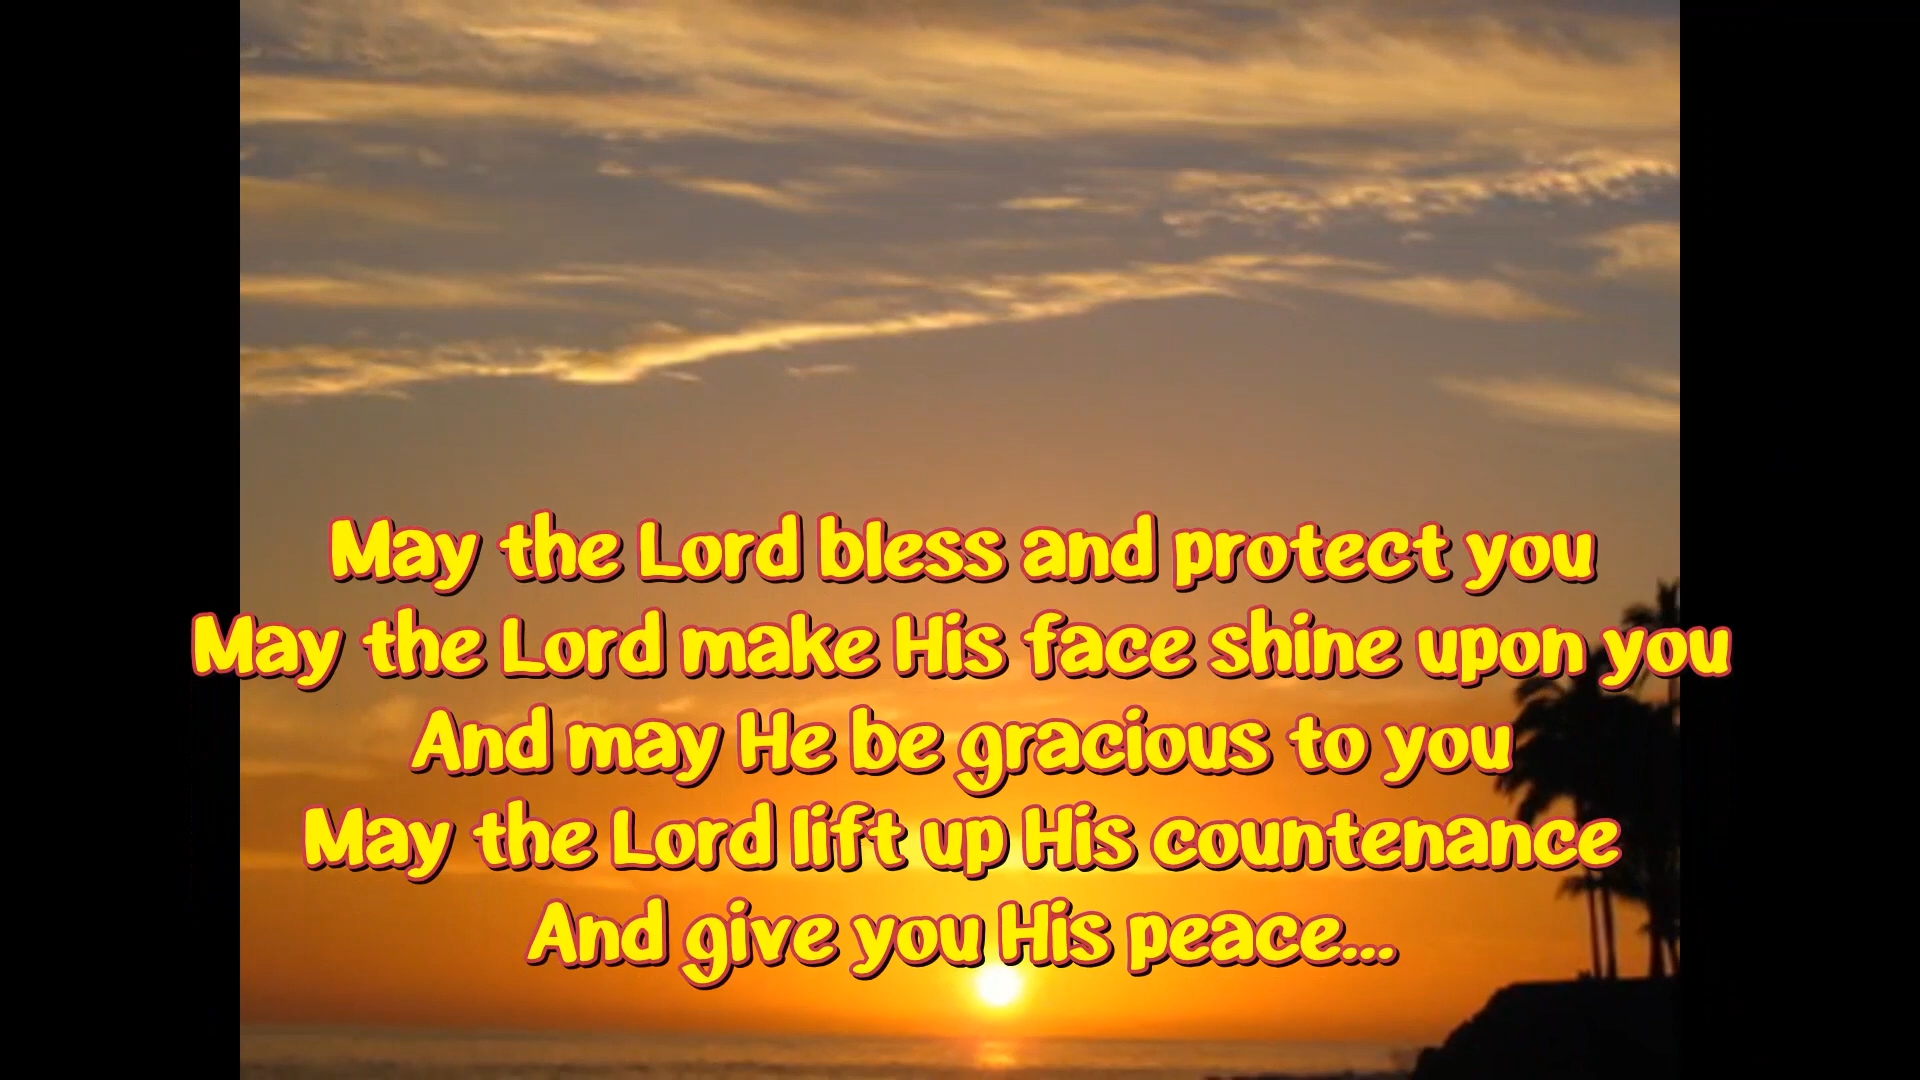 May the Lord bless and protect you
May the Lord make His face shine upon you
And may He be gracious to you
May the Lord lift up His countenance
And give you His peace...